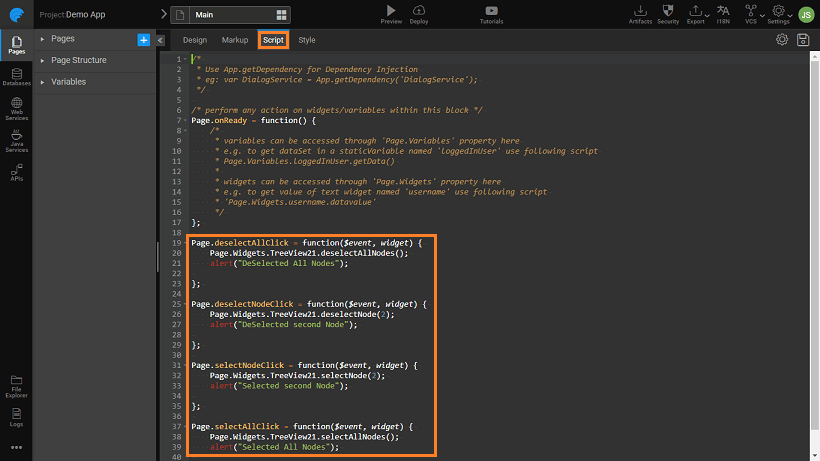 Project:Demo App
Main
Preview
Deploy
Tutorials
Artifacts
Security
Export
I18N
VCS
Settings
JS
Pages
Databases
Web Services
Java Services
APIs
File Explorer
Logs
Pages
Page Structure
Variables
Design
Markup
Script
Style
1 /*
2 * Use App.getDependency for Dependency Injection
3 * eg: var DialogService = App.getDependency('DialogService');
4 */
5
6 /* perform any action on widgets/variables within this block */
7 Page.onReady = function() {
8 /*
9 * variables can be accessed through 'Page.Variables' property here
10 * e.g. to get dataSet in a staticVariable named 'loggedInUser' use following script
11 * Page.Variables.loggedInUser.getData()
12 *
13 * widgets can be accessed through 'Page.Widgets' property here
14 * e.g. to get value of text widget named 'username' use following script
15 * 'Page.Widgets.username.datavalue'
16 */
17 };
18
19 Page.deselectAllClick = function($event, widget) {
20 Page.Widgets.TreeView21.deselectAllNodes();
21 alert("DeSelected All Nodes");
22
23 };
24
25 Page.deselectNodeClick = function($event, widget) {
26 Page.Widgets.TreeView21.deselectNode(2);
27 alert("DeSelected second Node");
28
29 };
30
31 Page.selectNodeClick = function($event, widget) {
32 Page.Widgets.TreeView21.selectNode(2);
33 alert("Selected second Node");
34
35 };
36
37 Page.selectAllClick = function($event, widget) {
38 Page.Widgets.TreeView21.selectAllNodes();
39 alert("Selected All Nodes");
40